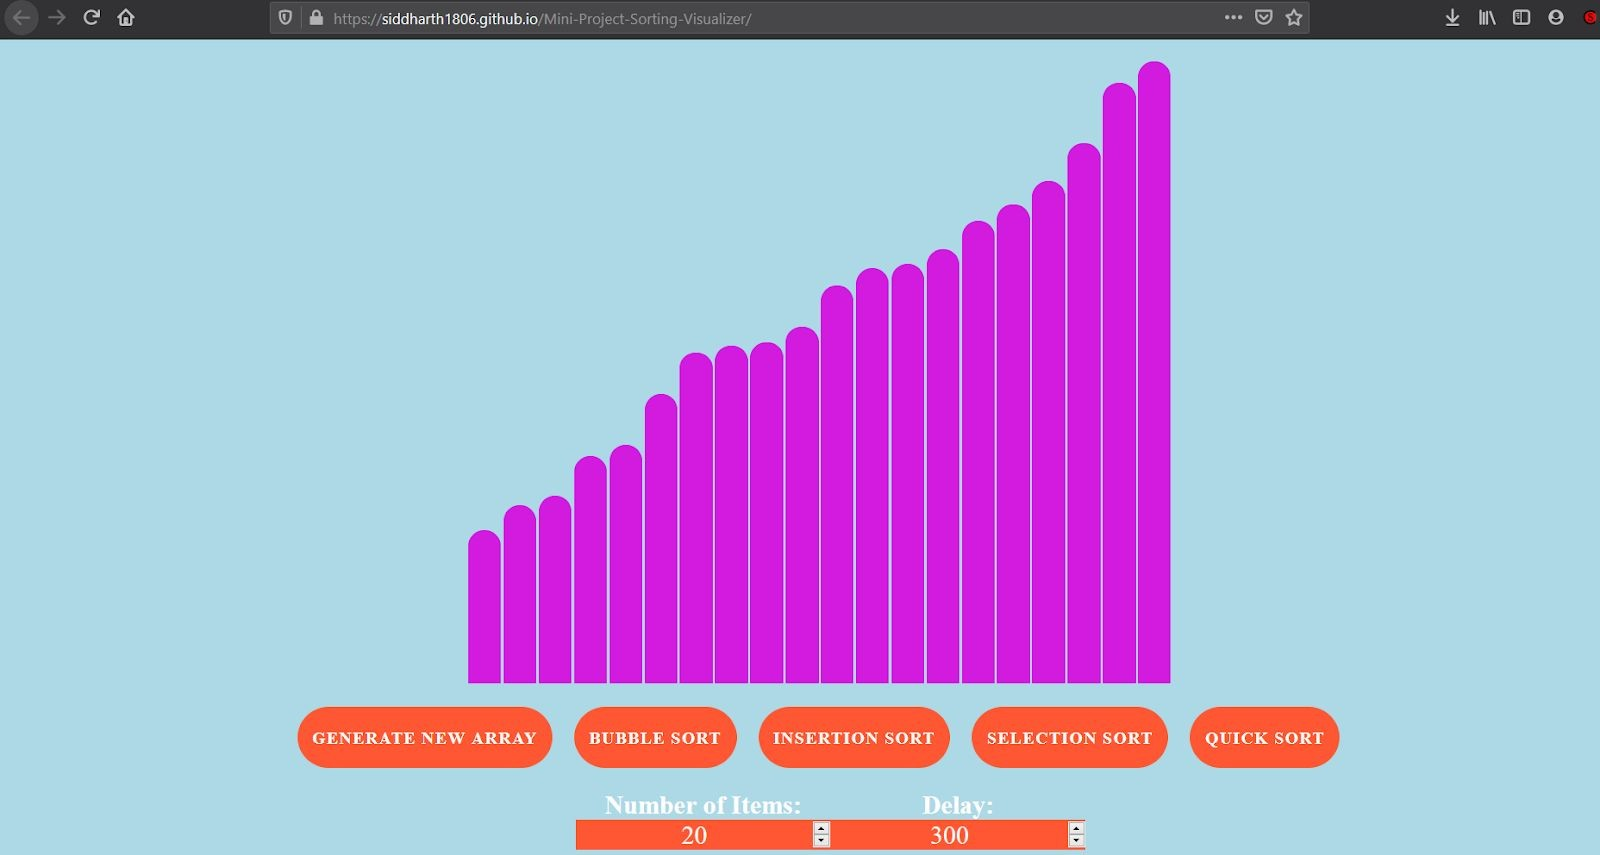 https://siddharth1806.github.io/Mini-Project-Sorting-Visualizer/
GENERATE NEW ARRAY BUBBLE SORT INSERTION SORT SELECTION SORT QUICK SORT
Number of Items: Delay:
20 300